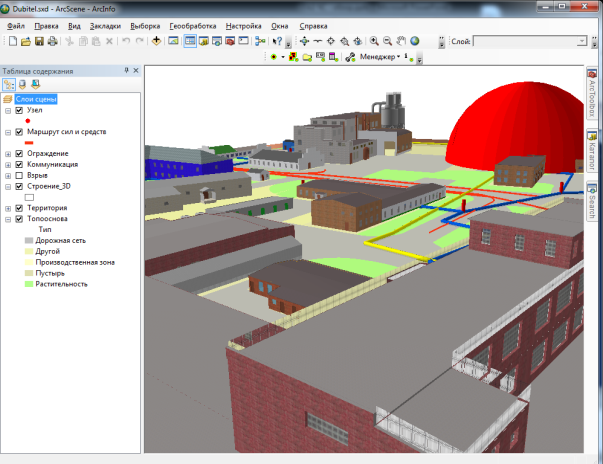 Dubitel.sxd - ArcScene - ArcInfo
Файл Правка Вид Закладки Выборка Геообработка Настройка Окна Справка
Слой:
Менеджер
Таблица содержания
Слои сцены
Узел
Маршрут сил и средств
Ограждение
Коммуникация
Взрыв
Строение_3D
Территория
Топооснова
Тип
Дорожная сеть
Другой
Производственная зона
Пустырь
Растительность
ArcToolbox
Каталог
Search